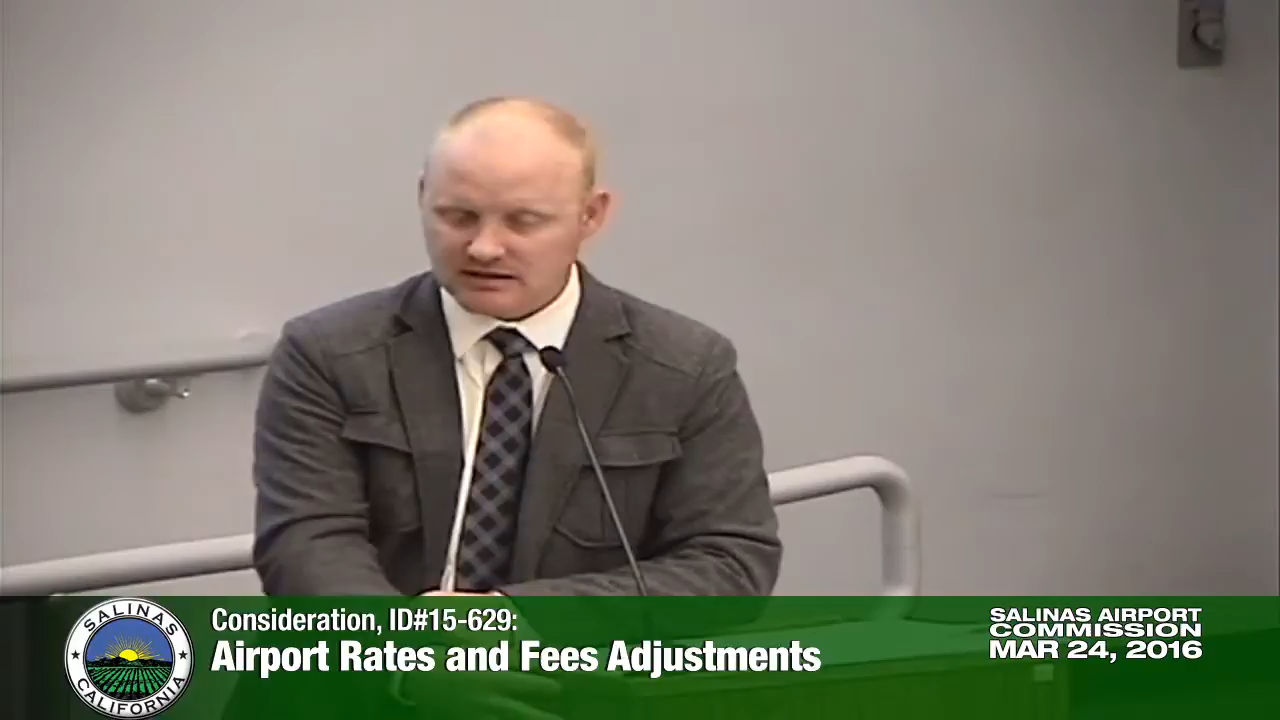 Consideration, ID#15-629:
Airport Rates and Fees Adjustments
SALINAS AIRPORT
COMMISSION
MAR 24, 2016
SALINAS
CALIFORNIA